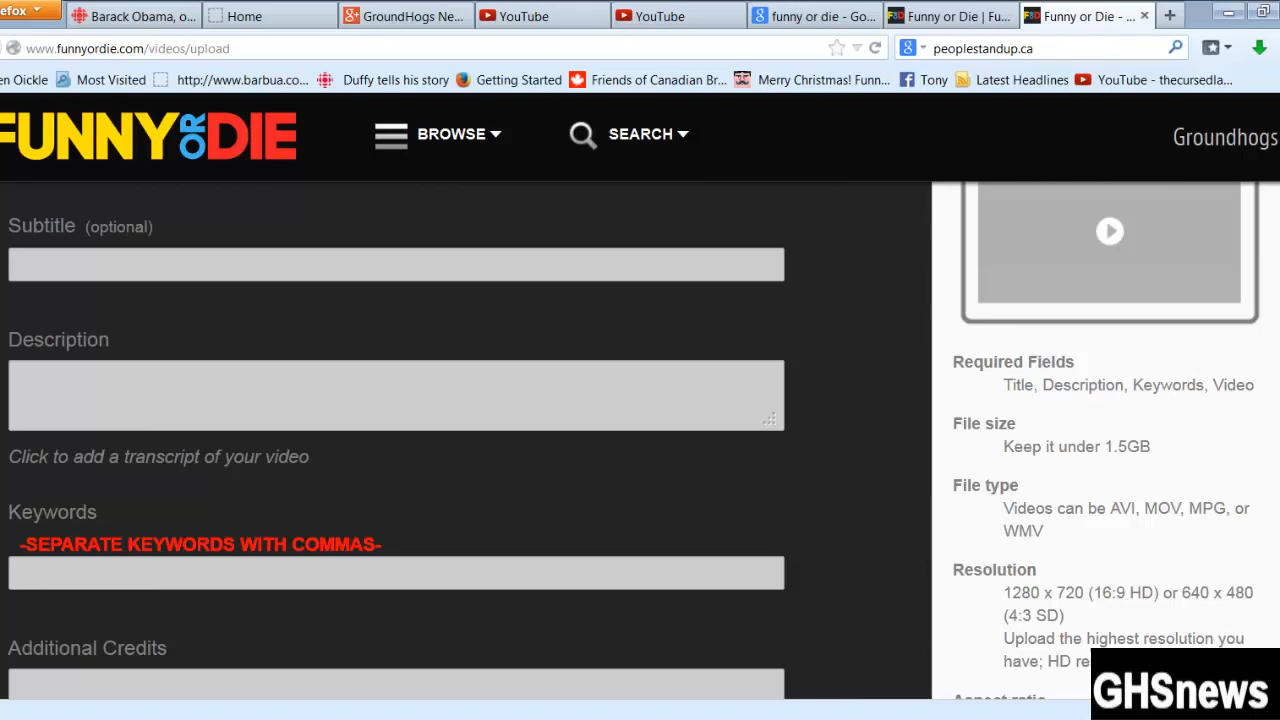 efox
Barack Obama, o...
Home
GroundHogs Ne...
YouTube
YouTube
funny or die - Go...
Funny or Die | Fu...
Funny or Die - ...
www.funnyordie.com/videos/upload
peoplestandup.ca
en Oickle
Most Visited
http://www.barbua.co...
Duffy tells his story
Getting Started
Friends of Canadian Br...
Merry Christmas! Funn...
Tony
Latest Headlines
YouTube - thecursedla...
FUNNY OR DIE
BROWSE
SEARCH
Groundhogs
Subtitle (optional)
Description
Click to add a transcript of your video
Keywords
-SEPARATE KEYWORDS WITH COMMAS-
Additional Credits
Required Fields
Title, Description, Keywords, Video
File size
Keep it under 1.5GB
File type
Videos can be AVI, MOV, MPG, or
WMV
Resolution
1280 x 720 (16:9 HD) or 640 x 480
(4:3 SD)
Upload the highest resolution you
have; HD re
Aspect ratio
GHSnews